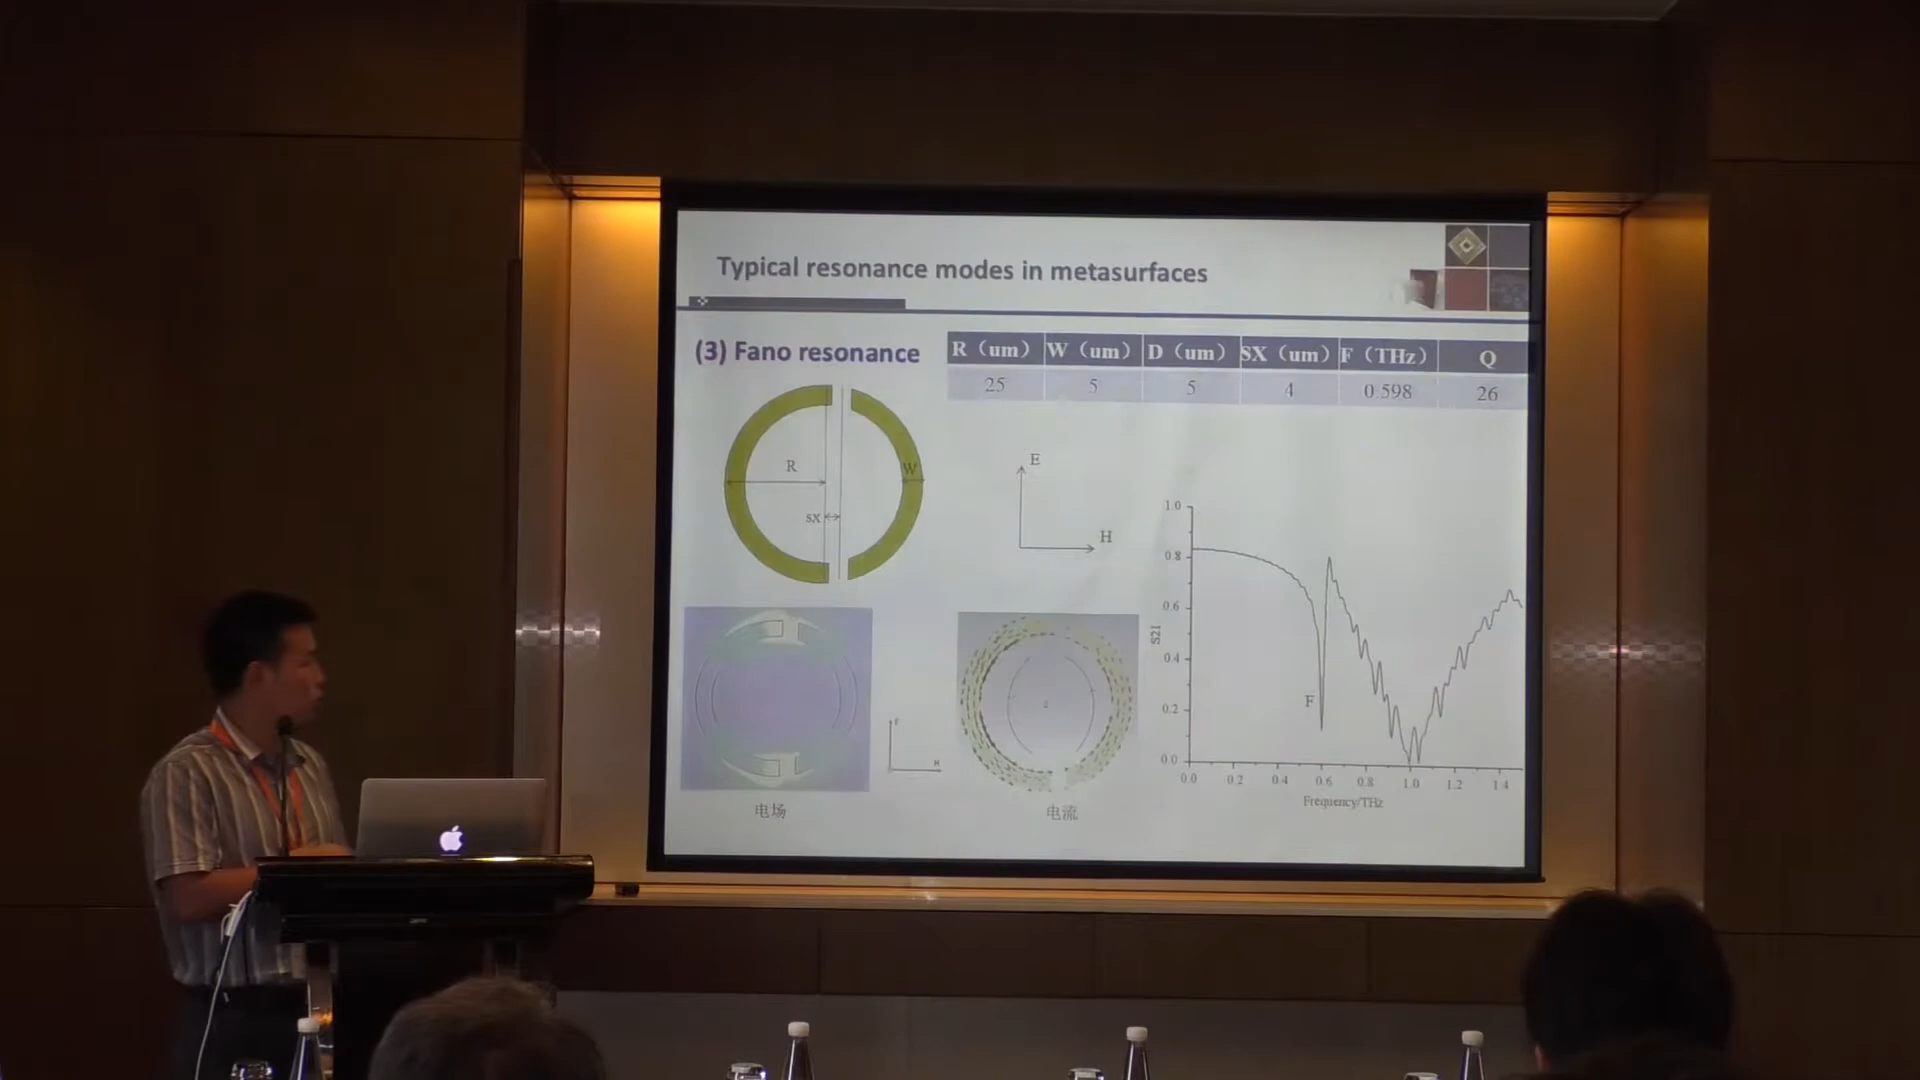 Typical resonance modes in metasurfaces
(3) Fano resonance
R（um） W（um） D（um） SX（um） F（THz） Q
25 5 5 4 0.598 26
R
W
SX
E
H
1.0
0.8
0.6
0.4
0.2
0.0
S21
F
0.0 0.2 0.4 0.6 0.8 1.0 1.2 1.4
Frequency/THz
H
电场
电流